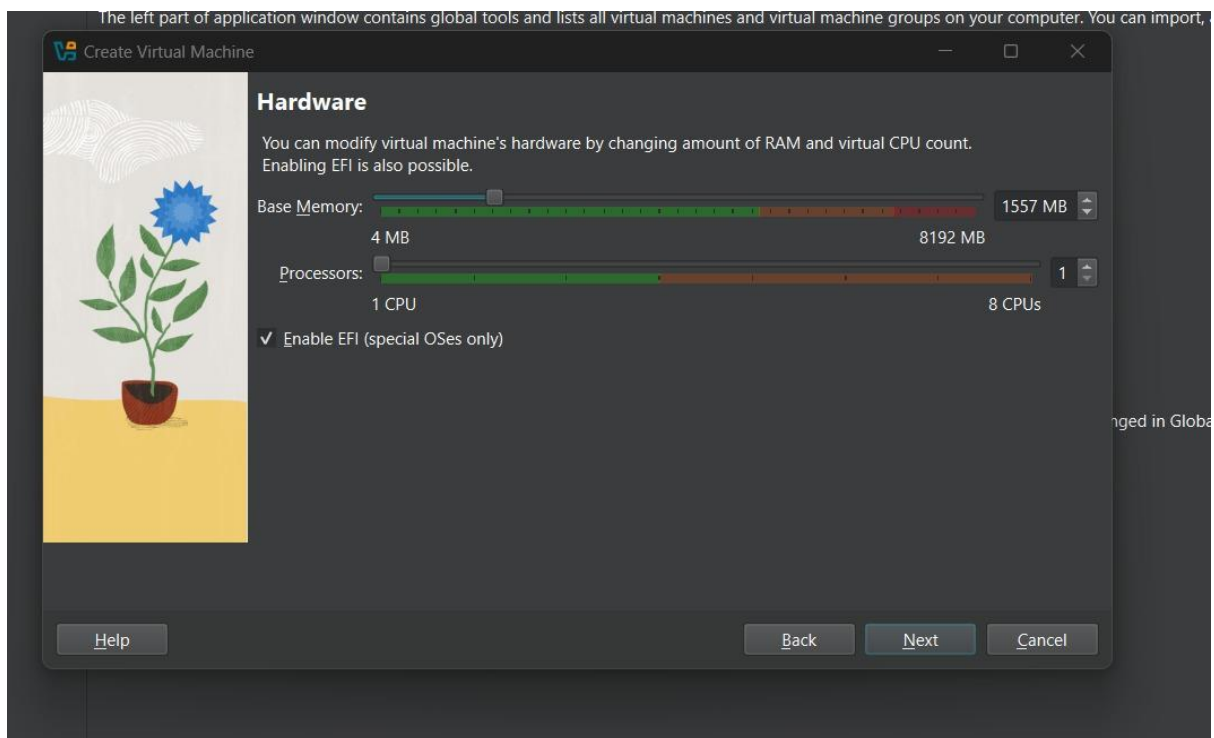 The left part of application window contains global tools and lists all virtual machines and virtual machine groups on your computer. You can import,
Create Virtual Machine
Hardware
You can modify virtual machine's hardware by changing amount of RAM and virtual CPU count.
Enabling EFI is also possible.
Base Memory: 1557 MB
4 MB 8192 MB
Processors: 1
1 CPU 8 CPUs
Enable EFI (special OSes only)
nged in Globa
Help Back Next Cancel